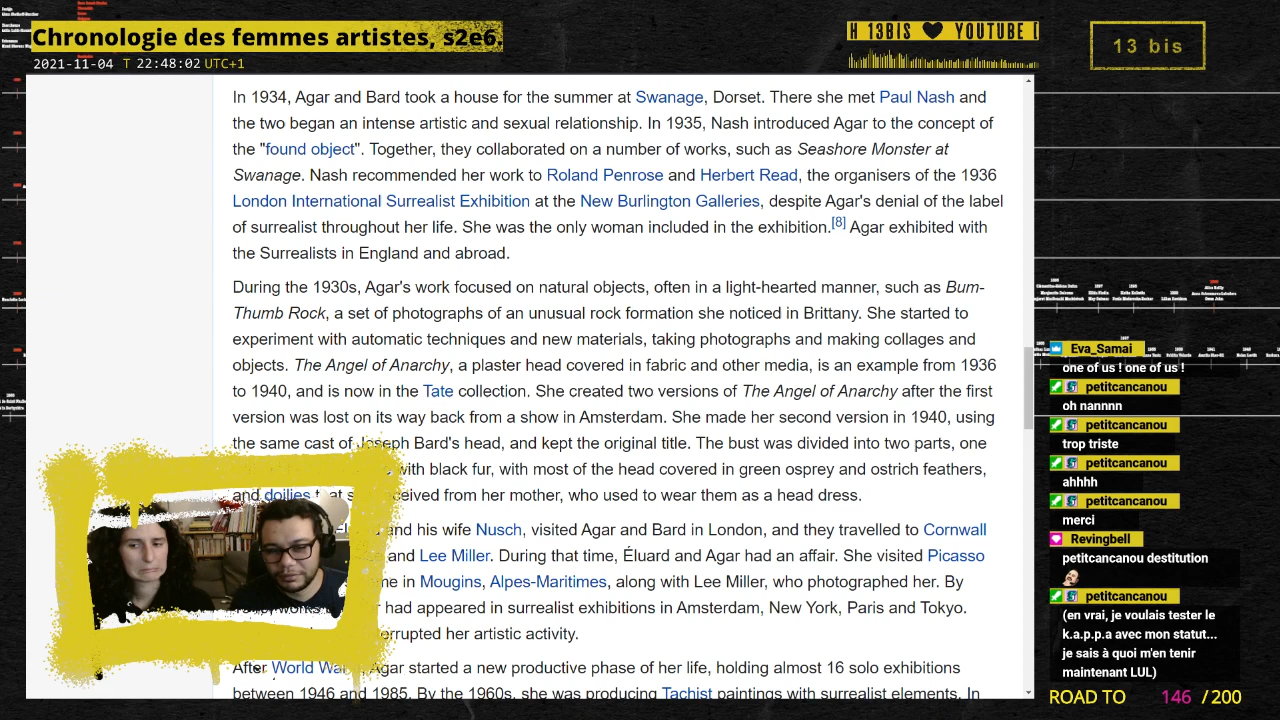 Chronologie des femmes artistes, s2e6.
2021-11-04 T 22:48:02 UTC+1
H 13BIS ♥ YOUTUBE
13 bis
In 1934, Agar and Bard took a house for the summer at Swanage, Dorset. There she met Paul Nash and
the two began an intense artistic and sexual relationship. In 1935, Nash introduced Agar to the concept of
the "found object". Together, they collaborated on a number of works, such as Seashore Monster at
Swanage. Nash recommended her work to Roland Penrose and Herbert Read, the organisers of the 1936
London International Surrealist Exhibition at the New Burlington Galleries, despite Agar's denial of the label
of surrealist throughout her life. She was the only woman included in the exhibition.[8] Agar exhibited with
the Surrealists in England and abroad.
During the 1930s, Agar's work focused on natural objects, often in a light-hearted manner, such as Bum-
Thumb Rock, a set of photographs of an unusual rock formation she noticed in Brittany. She started to
experiment with automatic techniques and new materials, taking photographs and making collages and
objects. The Angel of Anarchy, a plaster head covered in fabric and other media, is an example from 1936
to 1940, and is now in the Tate collection. She created two versions of The Angel of Anarchy after the first
version was lost on its way back from a show in Amsterdam. She made her second version in 1940, using
the same cast of Joseph Bard's head, and kept the original title. The bust was divided into two parts, one
with black fur, with most of the head covered in green osprey and ostrich feathers,
and doilies that she received from her mother, who used to wear them as a head dress.
and his wife Nusch, visited Agar and Bard in London, and they travelled to Cornwall
and Lee Miller. During that time, Éluard and Agar had an affair. She visited Picasso
in Mougins, Alpes-Maritimes, along with Lee Miller, who photographed her. By
works had appeared in surrealist exhibitions in Amsterdam, New York, Paris and Tokyo.
her artistic activity.
After World War Agar started a new productive phase of her life, holding almost 16 solo exhibitions
between 1946 and 1985. By the 1960s, she was producing Tachist paintings with surrealist elements. In
Eva_Samai
one of us ! one of us !
petitcancanou
oh nannnn
petitcancanou
trop triste
petitcancanou
ahhhh
petitcancanou
merci
Revingbell
petitcancanou destitution
petitcancanou
(en vrai, je voulais tester le
k.a.p.p.a avec mon statut...
je sais à quoi m'en tenir
maintenant LUL)
ROAD TO 146 / 200